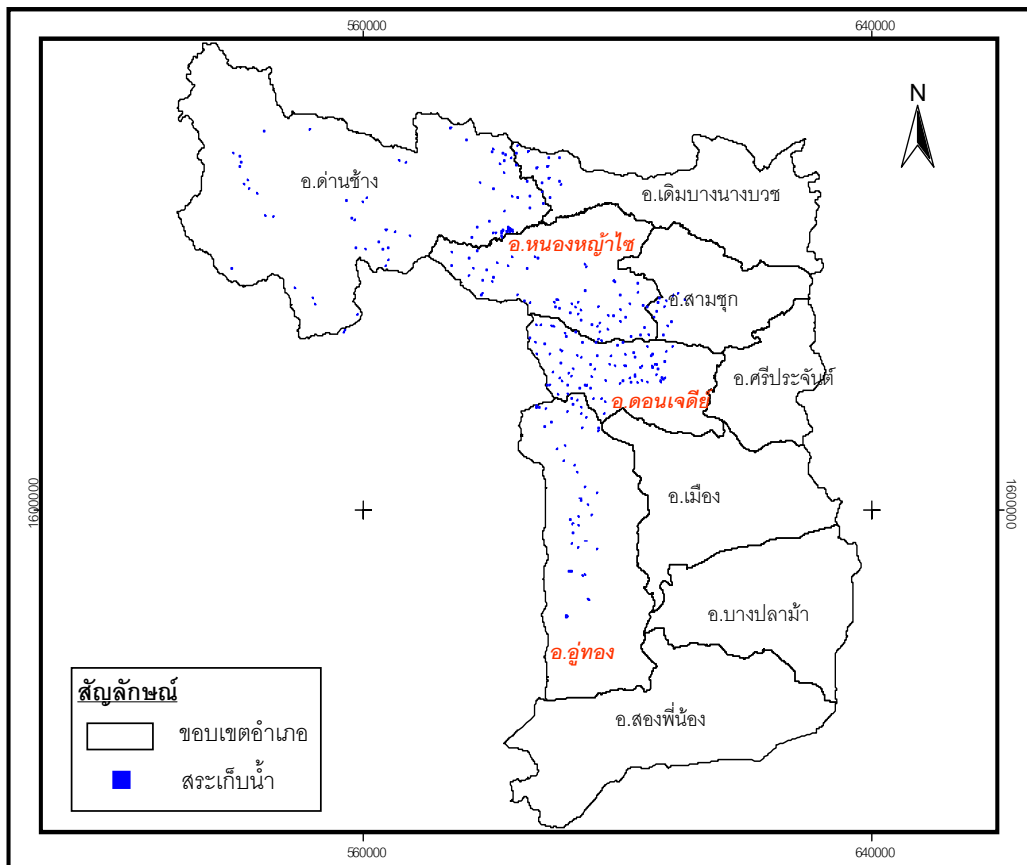 560000
640000
N
อ.ด่านช้าง
อ.เดิมบางนางบวช
อ.หนองหญ้าไซ
อ.สามชุก
อ.ศรีประจันต์
อ.ดอนเจดีย์
1600000
อ.เมือง
1600000
อ.บางปลาม้า
อ.อู่ทอง
อ.สองพี่น้อง
สัญลักษณ์
ขอบเขตอำเภอ
สระเก็บน้ำ
560000
640000